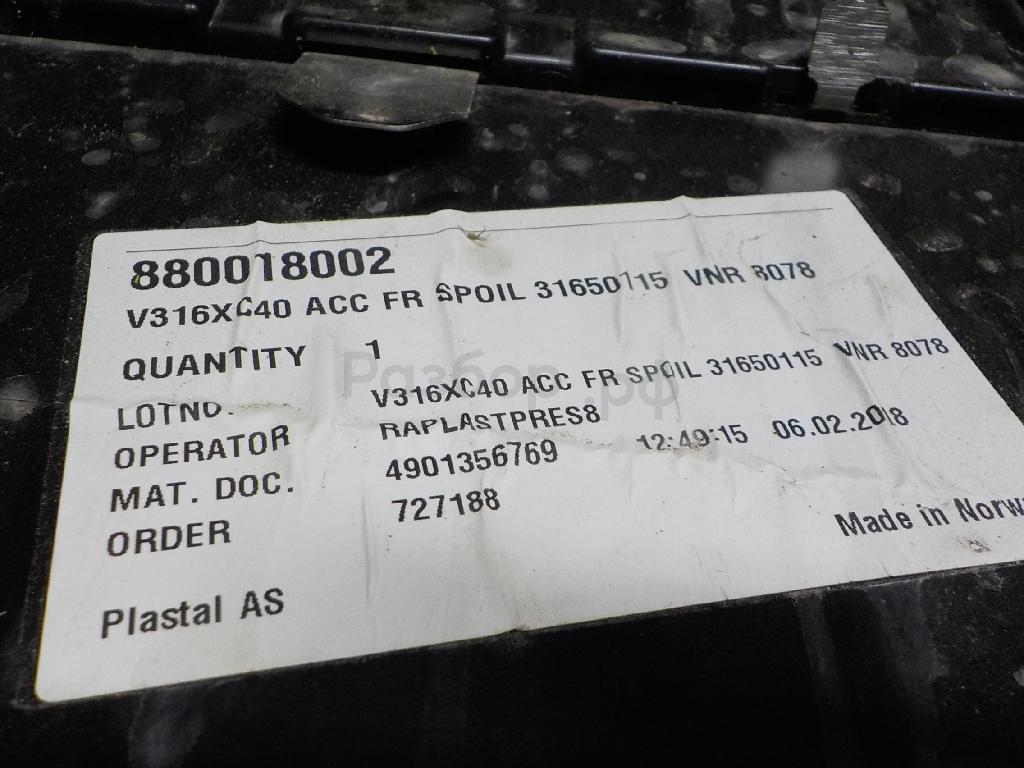 880018002
V316XC40 ACC FR SPOIL 31650115 VNR 8078
QUANTITY 1
LOTNO. V316XC40 ACC FR SPOIL 31650115 VNR 8078
OPERATOR RAPLASTPRES8
MAT. DOC. 4901356769 12:49:15 06.02.2018
ORDER 727188
Made in Norw
Plastal AS
Разбор.рф